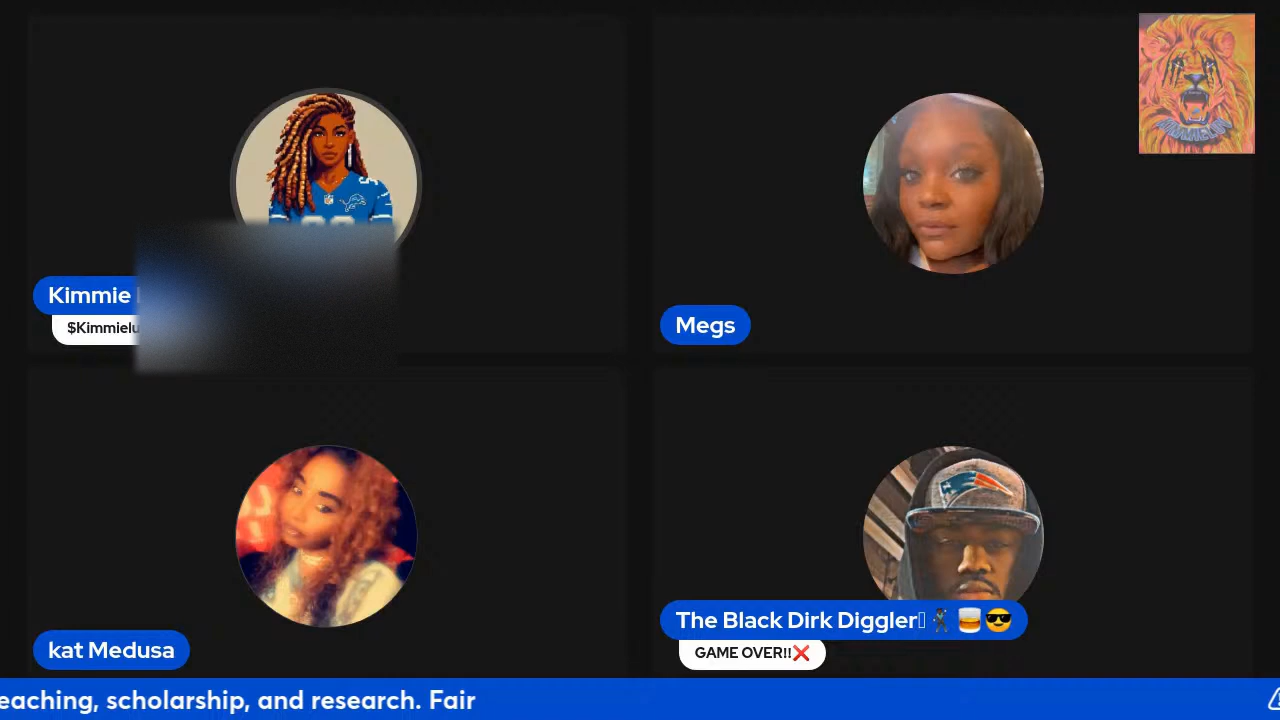 Kimmie
$Kimmielu
Megs
kat Medusa
The Black Dirk Diggler🥃😎
GAME OVER!!❌
eaching, scholarship, and research. Fair